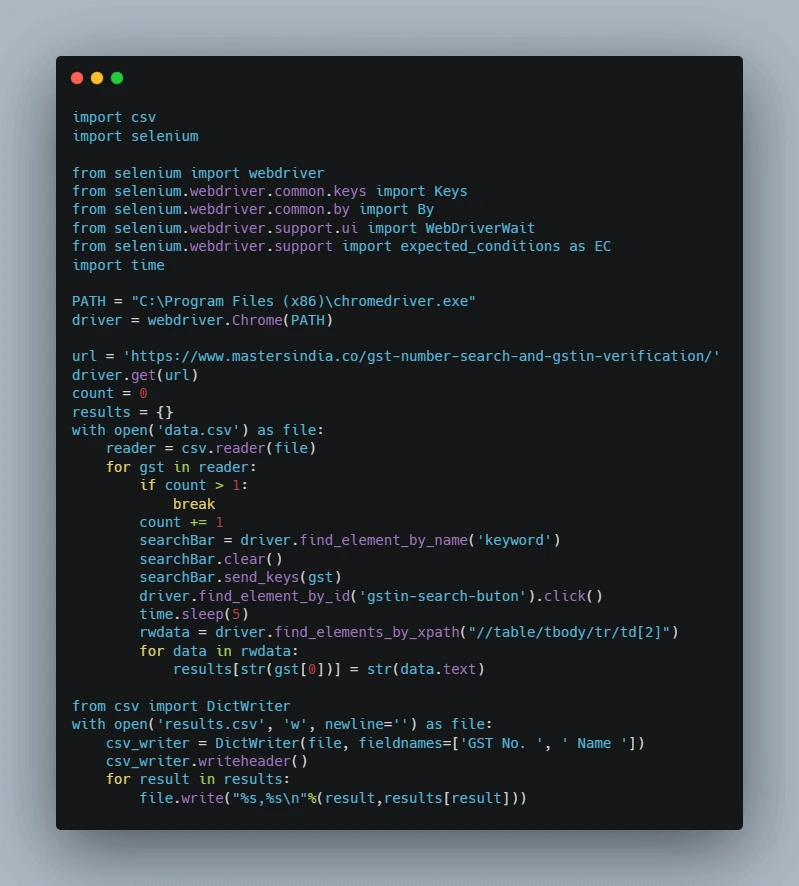 import csv
import selenium

from selenium import webdriver
from selenium.webdriver.common.keys import Keys
from selenium.webdriver.common.by import By
from selenium.webdriver.support.ui import WebDriverWait
from selenium.webdriver.support import expected_conditions as EC
import time

PATH = "C:\Program Files (x86)\chromedriver.exe"
driver = webdriver.Chrome(PATH)

url = 'https://www.mastersindia.co/gst-number-search-and-gstin-verification/'
driver.get(url)
count = 0
results = {}
with open('data.csv') as file:
    reader = csv.reader(file)
    for gst in reader:
        if count > 1:
            break
        count += 1
        searchBar = driver.find_element_by_name('keyword')
        searchBar.clear()
        searchBar.send_keys(gst)
        driver.find_element_by_id('gstin-search-buton').click()
        time.sleep(5)
        rwdata = driver.find_elements_by_xpath("//table/tbody/tr/td[2]")
        for data in rwdata:
            results[str(gst[0])] = str(data.text)

from csv import DictWriter
with open('results.csv', 'w', newline='') as file:
    csv_writer = DictWriter(file, fieldnames=['GST No. ', ' Name '])
    csv_writer.writeheader()
    for result in results:
        file.write("%s,%s\n"%(result,results[result]))